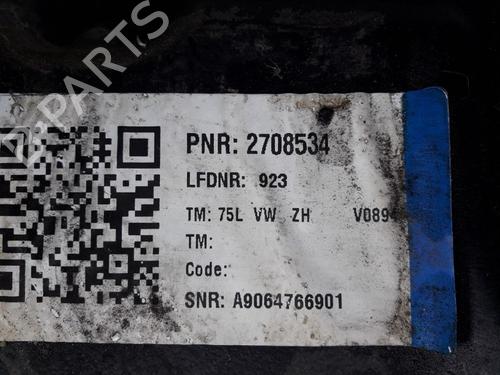 B-PARTS
PNR: 2708534
LFDNR: 923
TM: 75L VW ZH V089
TM:
Code:
SNR: A9064766901